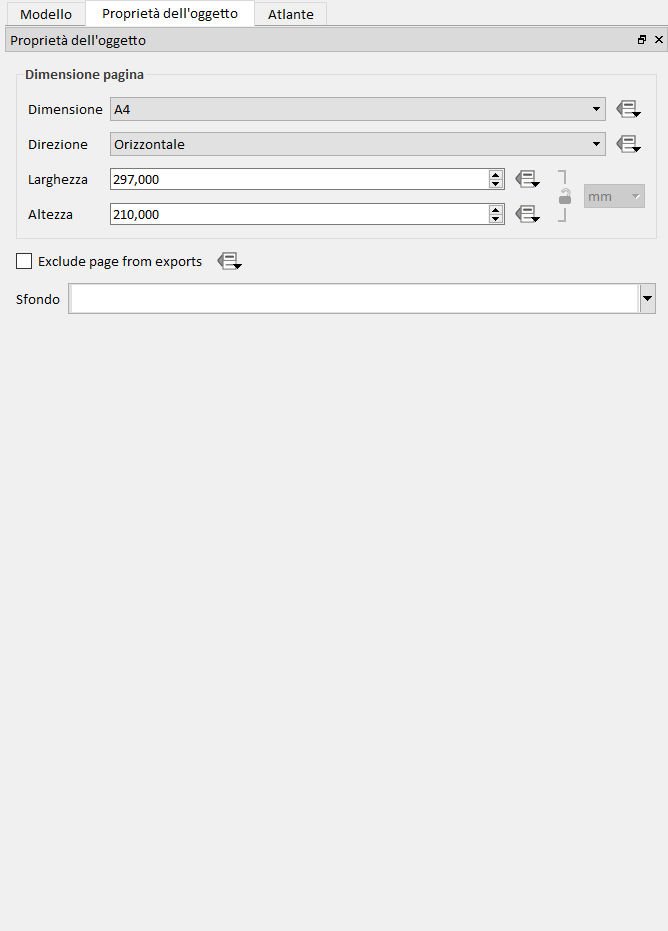 Modello Proprietà dell'oggetto Atlante
Proprietà dell'oggetto
Dimensione pagina
Dimensione A4
Direzione Orizzontale
Larghezza 297,000
mm
Altezza 210,000
Exclude page from exports
Sfondo